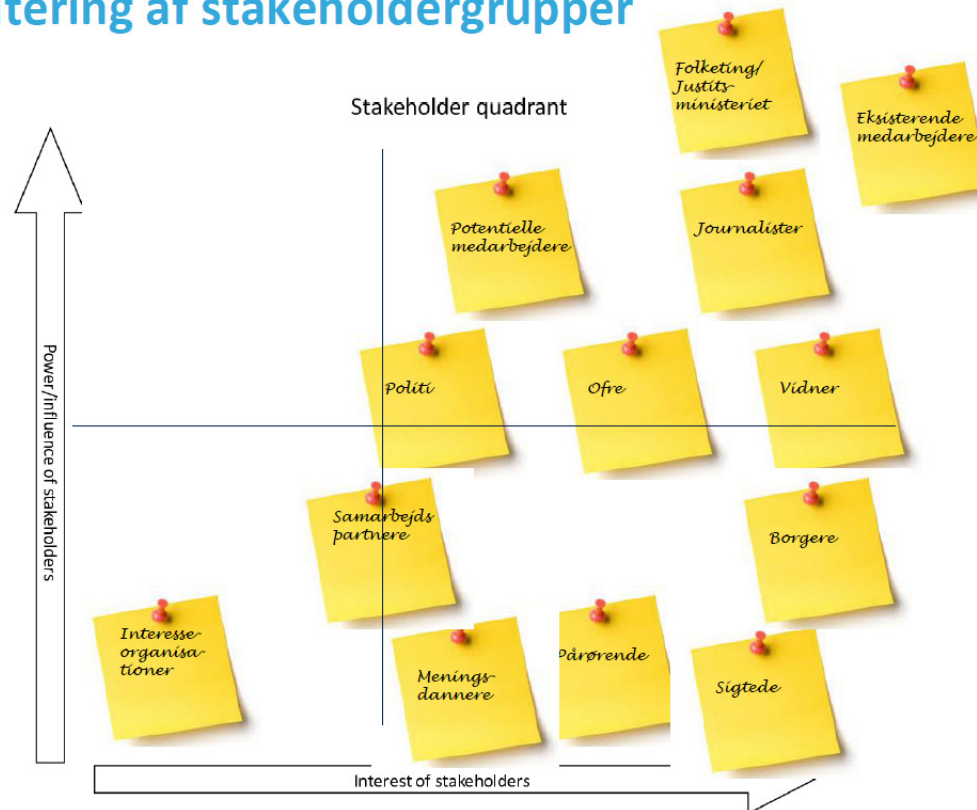 tering af stakeholdergrupper
Stakeholder quadrant
Folketing/
Justits-
ministeriet
Eksisterende
medarbejdere
Potentielle
medarbejdere
Journalister
Politi
Ofre
Vidner
Power/influence of stakeholders
Samarbejds
partnere
Borgere
Interesse-
organisa-
tioner
Menings-
dannere
Pårørende
Sigtede
Interest of stakeholders